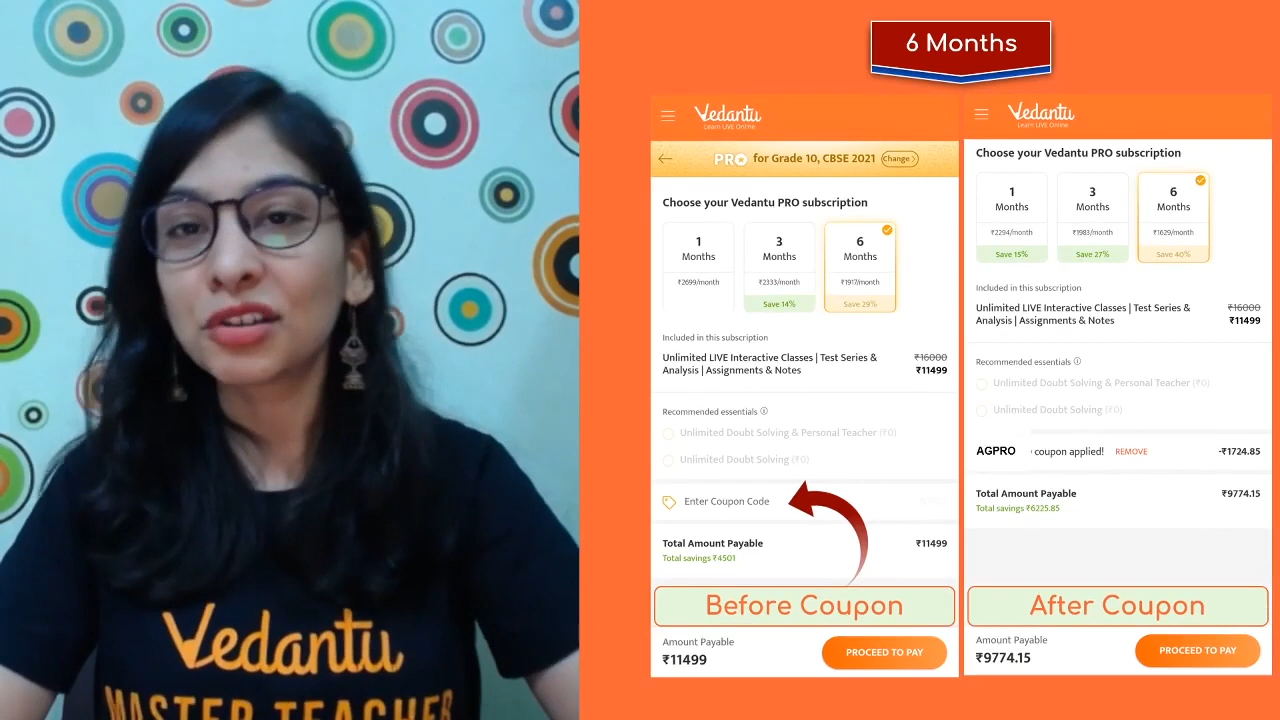 Vedantu
MASTER TEACHER
6 Months
Vedantu
Learn LIVE Online
PRO for Grade 10, CBSE 2021 Change
Choose your Vedantu PRO subscription
1 Months
₹2699/month
3 Months
₹2333/month
Save 14%
6 Months
₹1917/month
Save 29%
Included in this subscription
Unlimited LIVE Interactive Classes | Test Series & ₹16000
Analysis | Assignments & Notes ₹11499
Recommended essentials
Unlimited Doubt Solving & Personal Teacher (₹0)
Unlimited Doubt Solving (₹0)
Enter Coupon Code
Total Amount Payable ₹11499
Total savings ₹4501
Before Coupon
Amount Payable
₹11499
PROCEED TO PAY
Vedantu
Learn LIVE Online
Choose your Vedantu PRO subscription
1 Months
₹2294/month
Save 15%
3 Months
₹1983/month
Save 27%
6 Months
₹1629/month
Save 40%
Included in this subscription
Unlimited LIVE Interactive Classes | Test Series & ₹16000
Analysis | Assignments & Notes ₹11499
Recommended essentials
Unlimited Doubt Solving & Personal Teacher (₹0)
Unlimited Doubt Solving (₹0)
AGPRO coupon applied! REMOVE -₹1724.85
Total Amount Payable ₹9774.15
Total savings ₹6225.85
After Coupon
Amount Payable
₹9774.15
PROCEED TO PAY